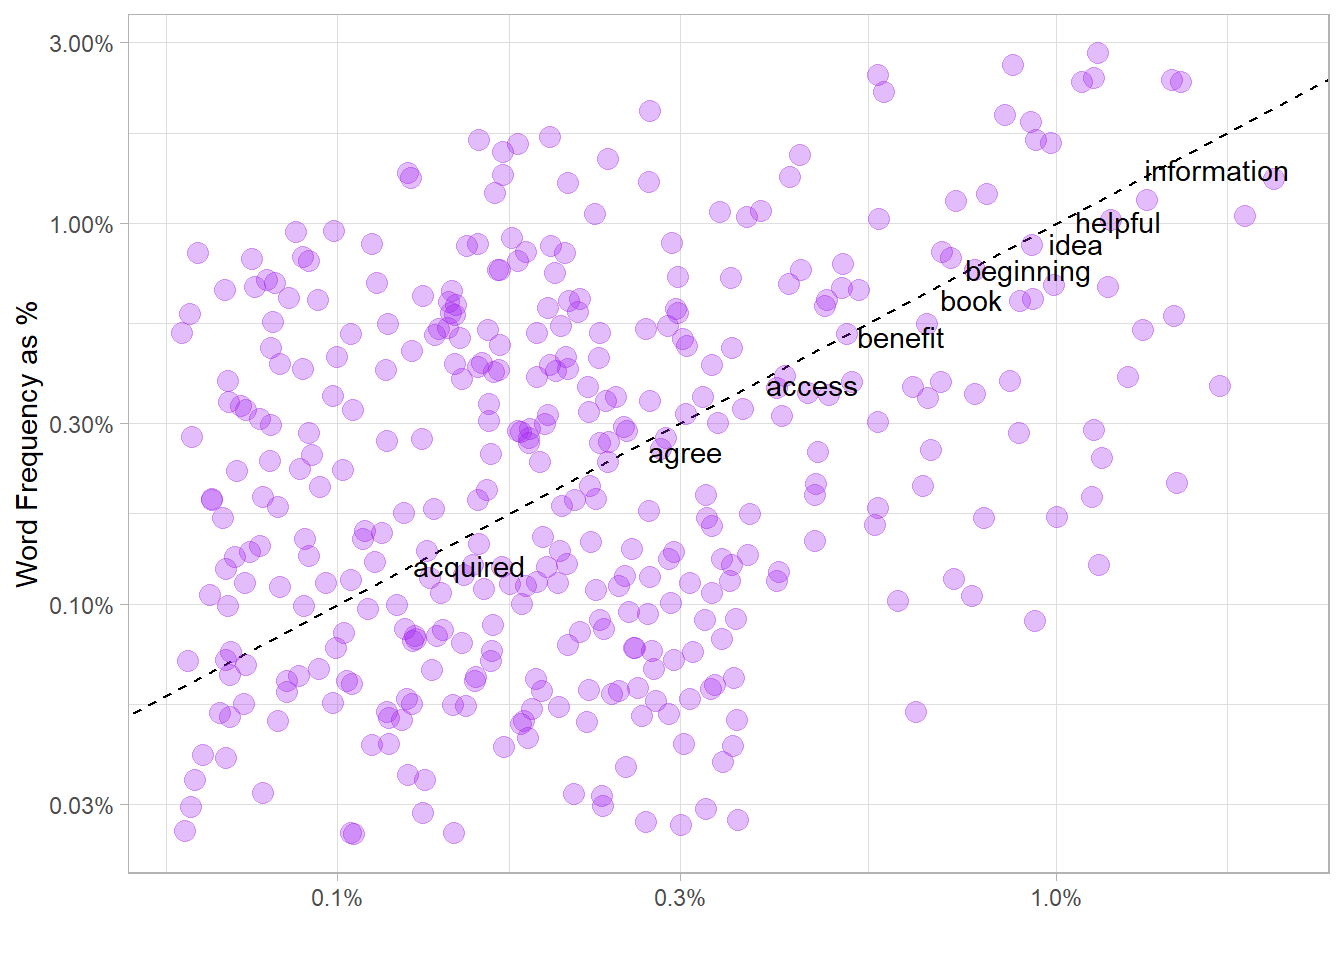 3.00%
information
1.00%
helpful
idea
beginning
book
benefit
access
0.30%
agree
acquired
0.10%
0.03%
Word Frequency as %
0.1% 0.3% 1.0%